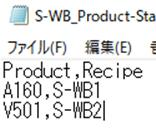 S-WB_Product-Sta
ファイル(F) 編集(E)
Product,Recipe
A160,S-WB1
V501,S-WB2